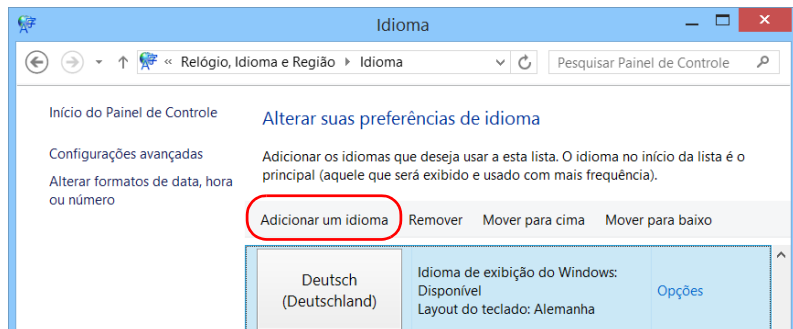 Idioma
« Relógio, Idioma e Região Idioma
Pesquisar Painel de Controle
Início do Painel de Controle
Configurações avançadas
Alterar formatos de data, hora
ou número
Alterar suas preferências de idioma
Adicionar os idiomas que deseja usar a esta lista. O idioma no início da lista é o
principal (aquele que será exibido e usado com mais frequência).
Adicionar um idioma Remover Mover para cima Mover para baixo
Deutsch
(Deutschland)
Idioma de exibição do Windows:
Disponível
Layout do teclado: Alemanha
Opções